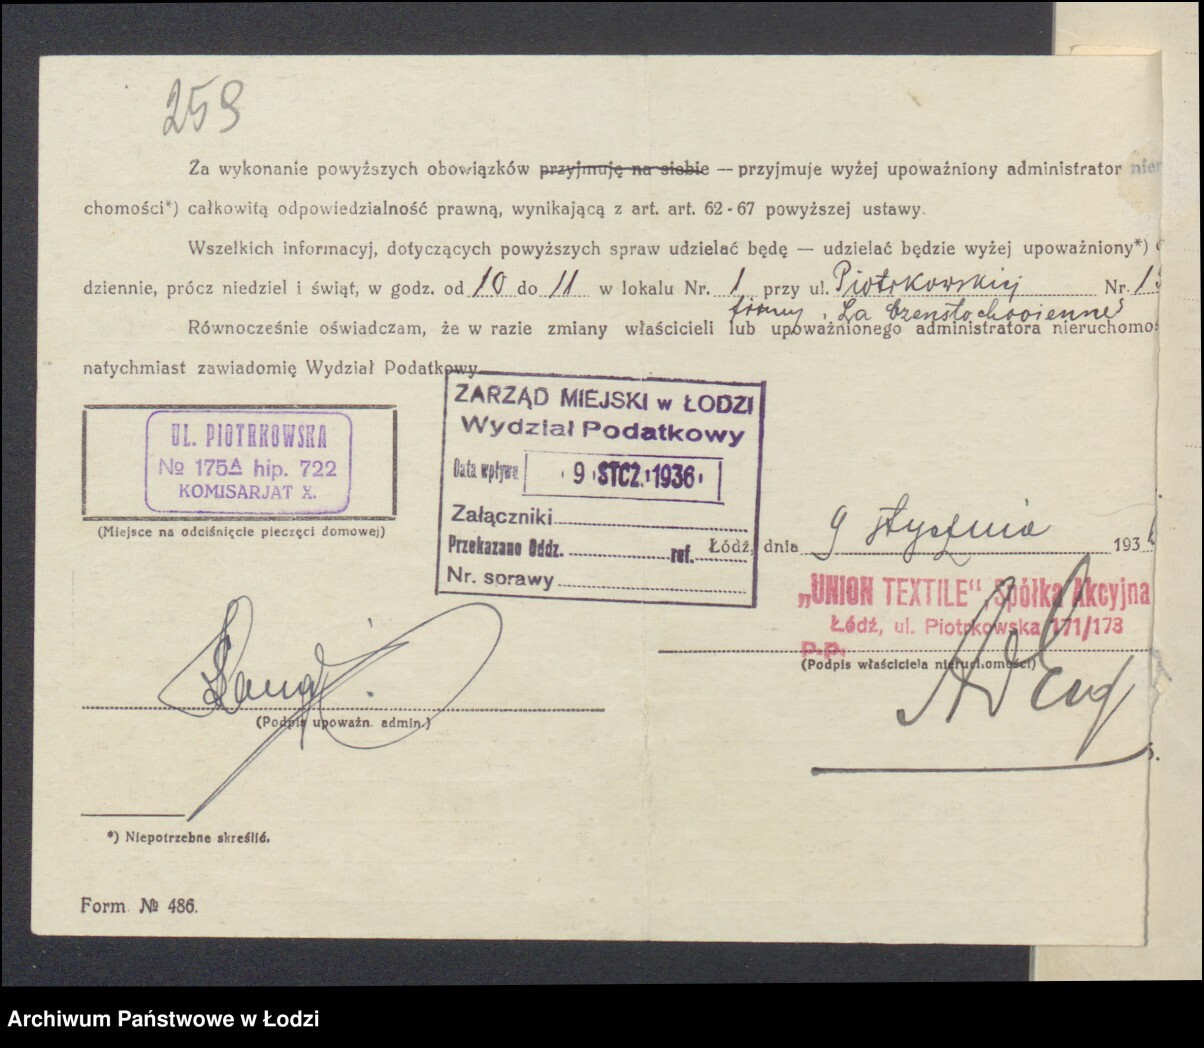 259
Za wykonanie powyższych obowiązków przyjmuję na siebie — przyjmuje wyżej upoważniony administrator nier
chomości*) całkowitą odpowiedzialność prawną, wynikającą z art. art. 62-67 powyższej ustawy.
Wszelkich informacyj, dotyczących powyższych spraw udzielać będę — udzielać będzie wyżej upoważniony*)
dziennie, prócz niedziel i świąt, w godz. od 10 do 11 w lokalu Nr. 1 przy ul. Piotrkowskiej Nr. 1
firmy "La Czenstochovienne"
Równocześnie oświadczam, że w razie zmiany właścicieli lub upoważnionego administratora nieruchomoś
natychmiast zawiadomię Wydział Podatkowy
UL. PIOTRKOWSKA
№ 175A hip. 722
KOMISARJAT X.
(Miejsce na odciśnięcie pieczęci domowej)
ZARZĄD MIEJSKI w ŁODZI
Wydział Podatkowy
Data wpływu 9 STCZ. 1936
Załączniki
Przekazano Oddz. ref.
Nr. sprawy
Łódź, dnia 9 stycznia 1936
„UNION TEXTILE“ Spółka Akcyjna
Łódź, ul. Piotrkowska 171/173
P.P.
(Podpis właściciela nieruchomości)
(Podpis upoważn. admin.)
*) Niepotrzebne skreślić.
Form. № 486.
Archiwum Państwowe w Łodzi